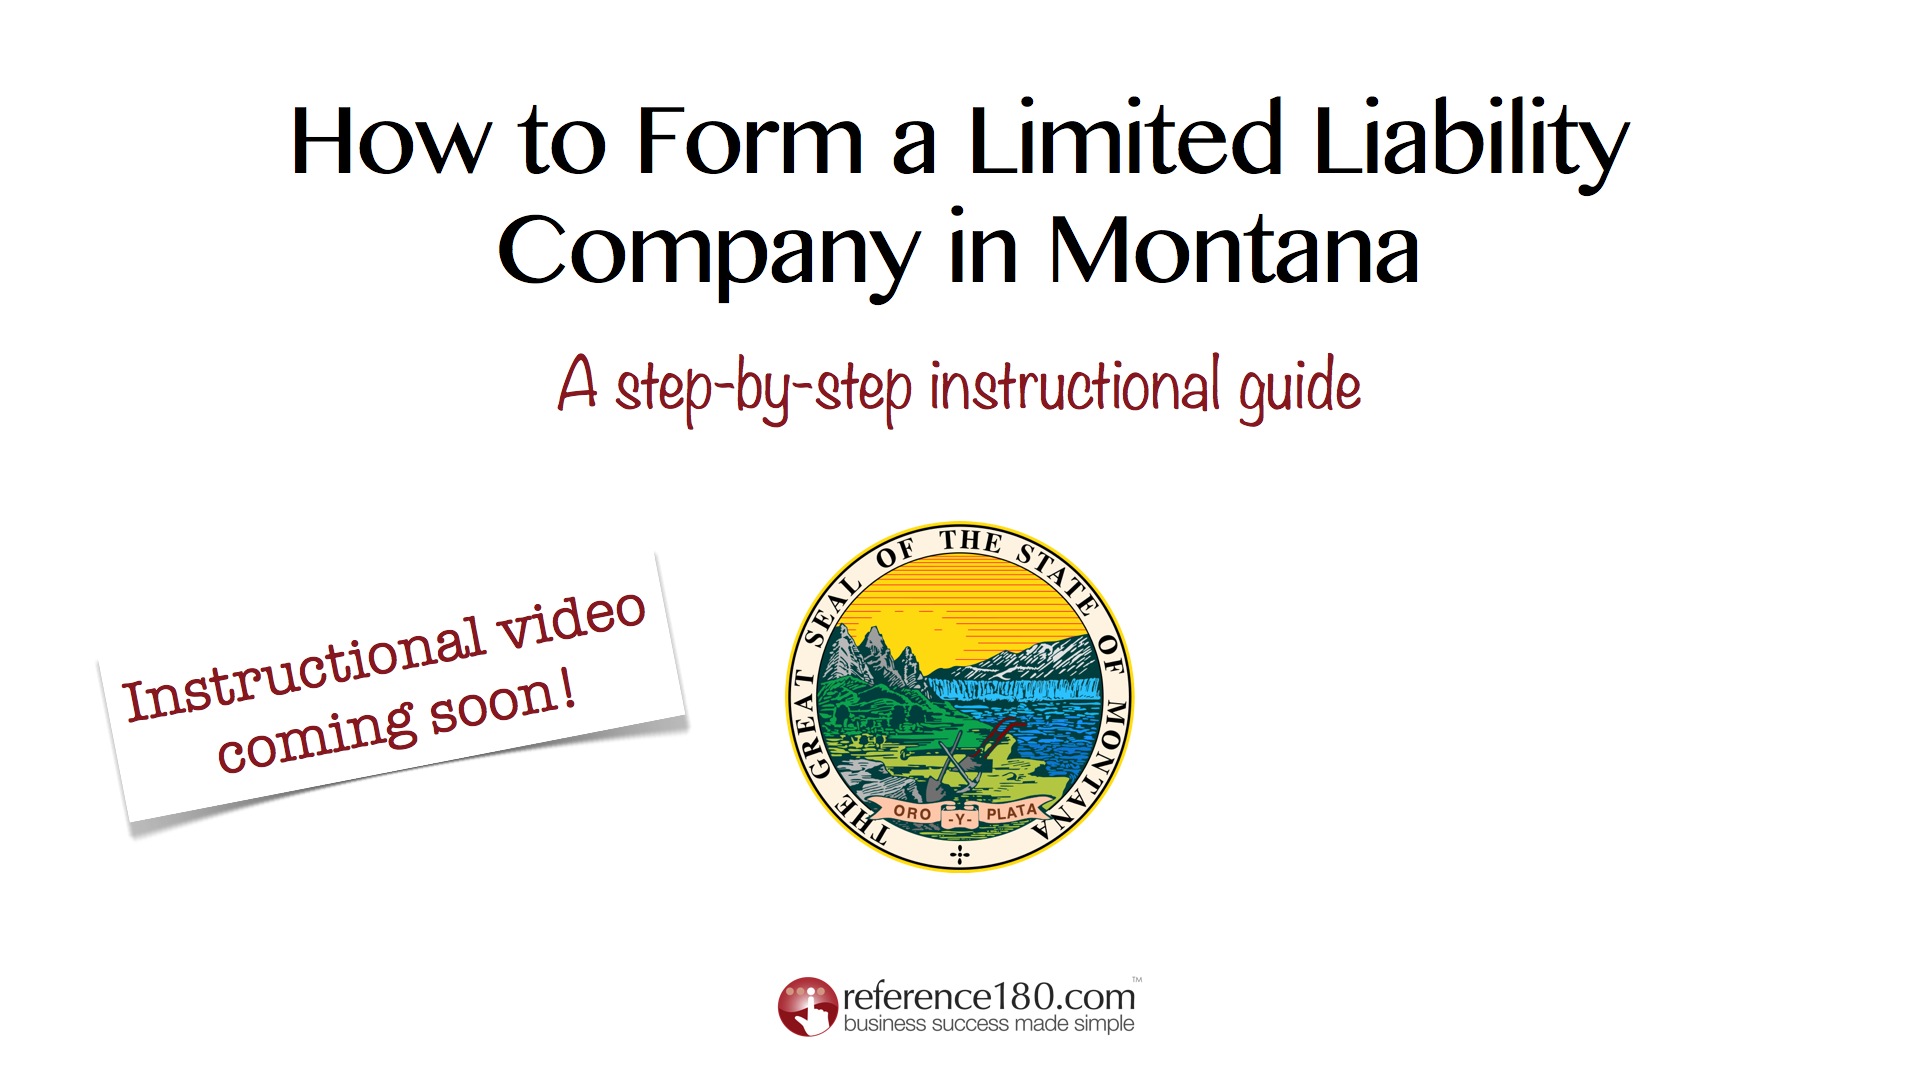 How to Form a Limited Liability
Company in Montana
A step-by-step instructional guide
Instructional video
coming soon!
THE GREAT SEAL OF THE STATE OF MONTANA
ORO -Y- PLATA
reference180.com™
business success made simple